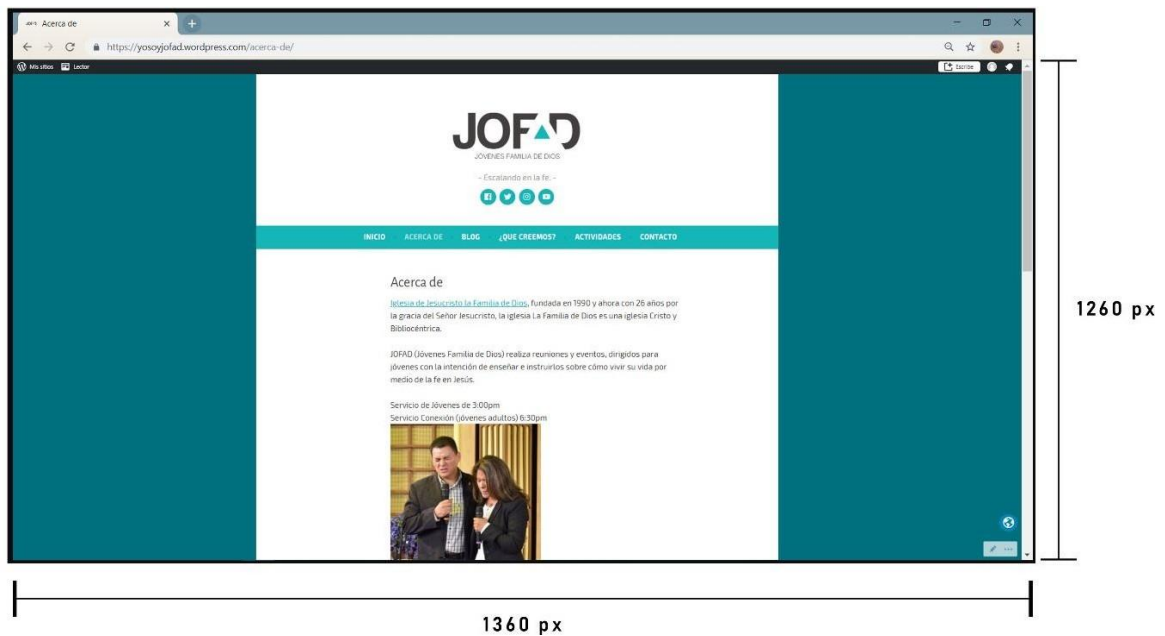 Acerca de
https://yosoyjofad.wordpress.com/acerca-de/
Mis sitios Lector Escribe
JOFAD
JÓVENES FAMILIA DE DIOS
- Escalando en la fe. -
INICIO ACERCA DE BLOG ¿QUE CREEMOS? ACTIVIDADES CONTACTO
Acerca de
Iglesia de Jesucristo la Familia de Dios, fundada en 1990 y ahora con 26 años por
la gracia del Señor Jesucristo, la iglesia La Familia de Dios es una iglesia Cristo y
Bibliocéntrica.
JOFAD (Jóvenes Familia de Dios) realiza reuniones y eventos, dirigidos para
jóvenes con la intención de enseñar e instruirlos sobre cómo vivir su vida por
medio de la fe en Jesús.
Servicio de Jóvenes de 3:00pm
Servicio Conexión (jóvenes adultos) 6:30pm
1260 px
1360 px